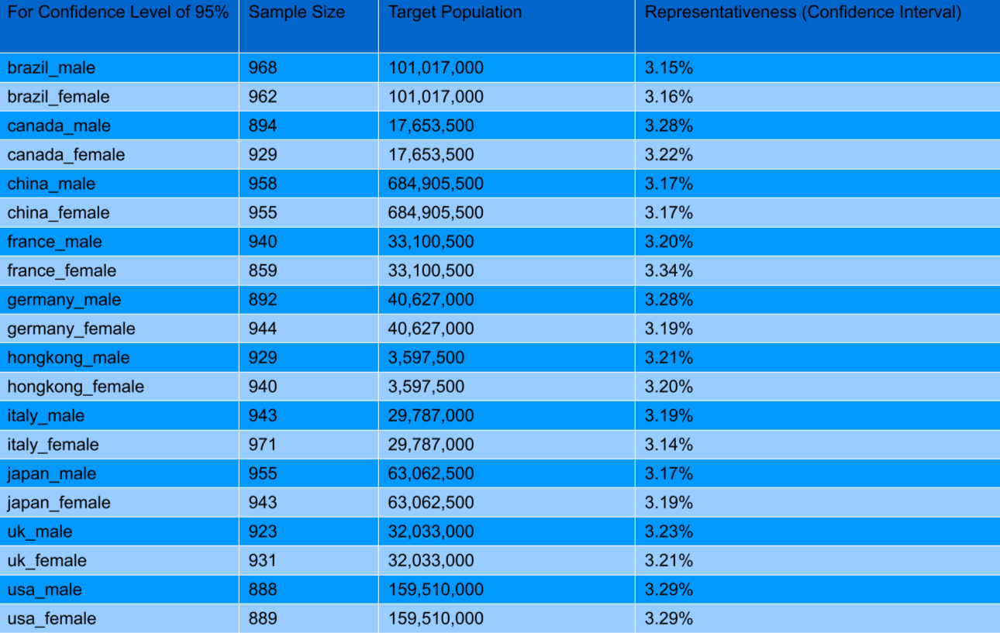 For Confidence Level of 95% Sample Size Target Population Representativeness (Confidence Interval)
brazil_male 968 101,017,000 3.15%
brazil_female 962 101,017,000 3.16%
canada_male 894 17,653,500 3.28%
canada_female 929 17,653,500 3.22%
china_male 958 684,905,500 3.17%
china_female 955 684,905,500 3.17%
france_male 940 33,100,500 3.20%
france_female 859 33,100,500 3.34%
germany_male 892 40,627,000 3.28%
germany_female 944 40,627,000 3.19%
hongkong_male 929 3,597,500 3.21%
hongkong_female 940 3,597,500 3.20%
italy_male 943 29,787,000 3.19%
italy_female 971 29,787,000 3.14%
japan_male 955 63,062,500 3.17%
japan_female 943 63,062,500 3.19%
uk_male 923 32,033,000 3.23%
uk_female 931 32,033,000 3.21%
usa_male 888 159,510,000 3.29%
usa_female 889 159,510,000 3.29%